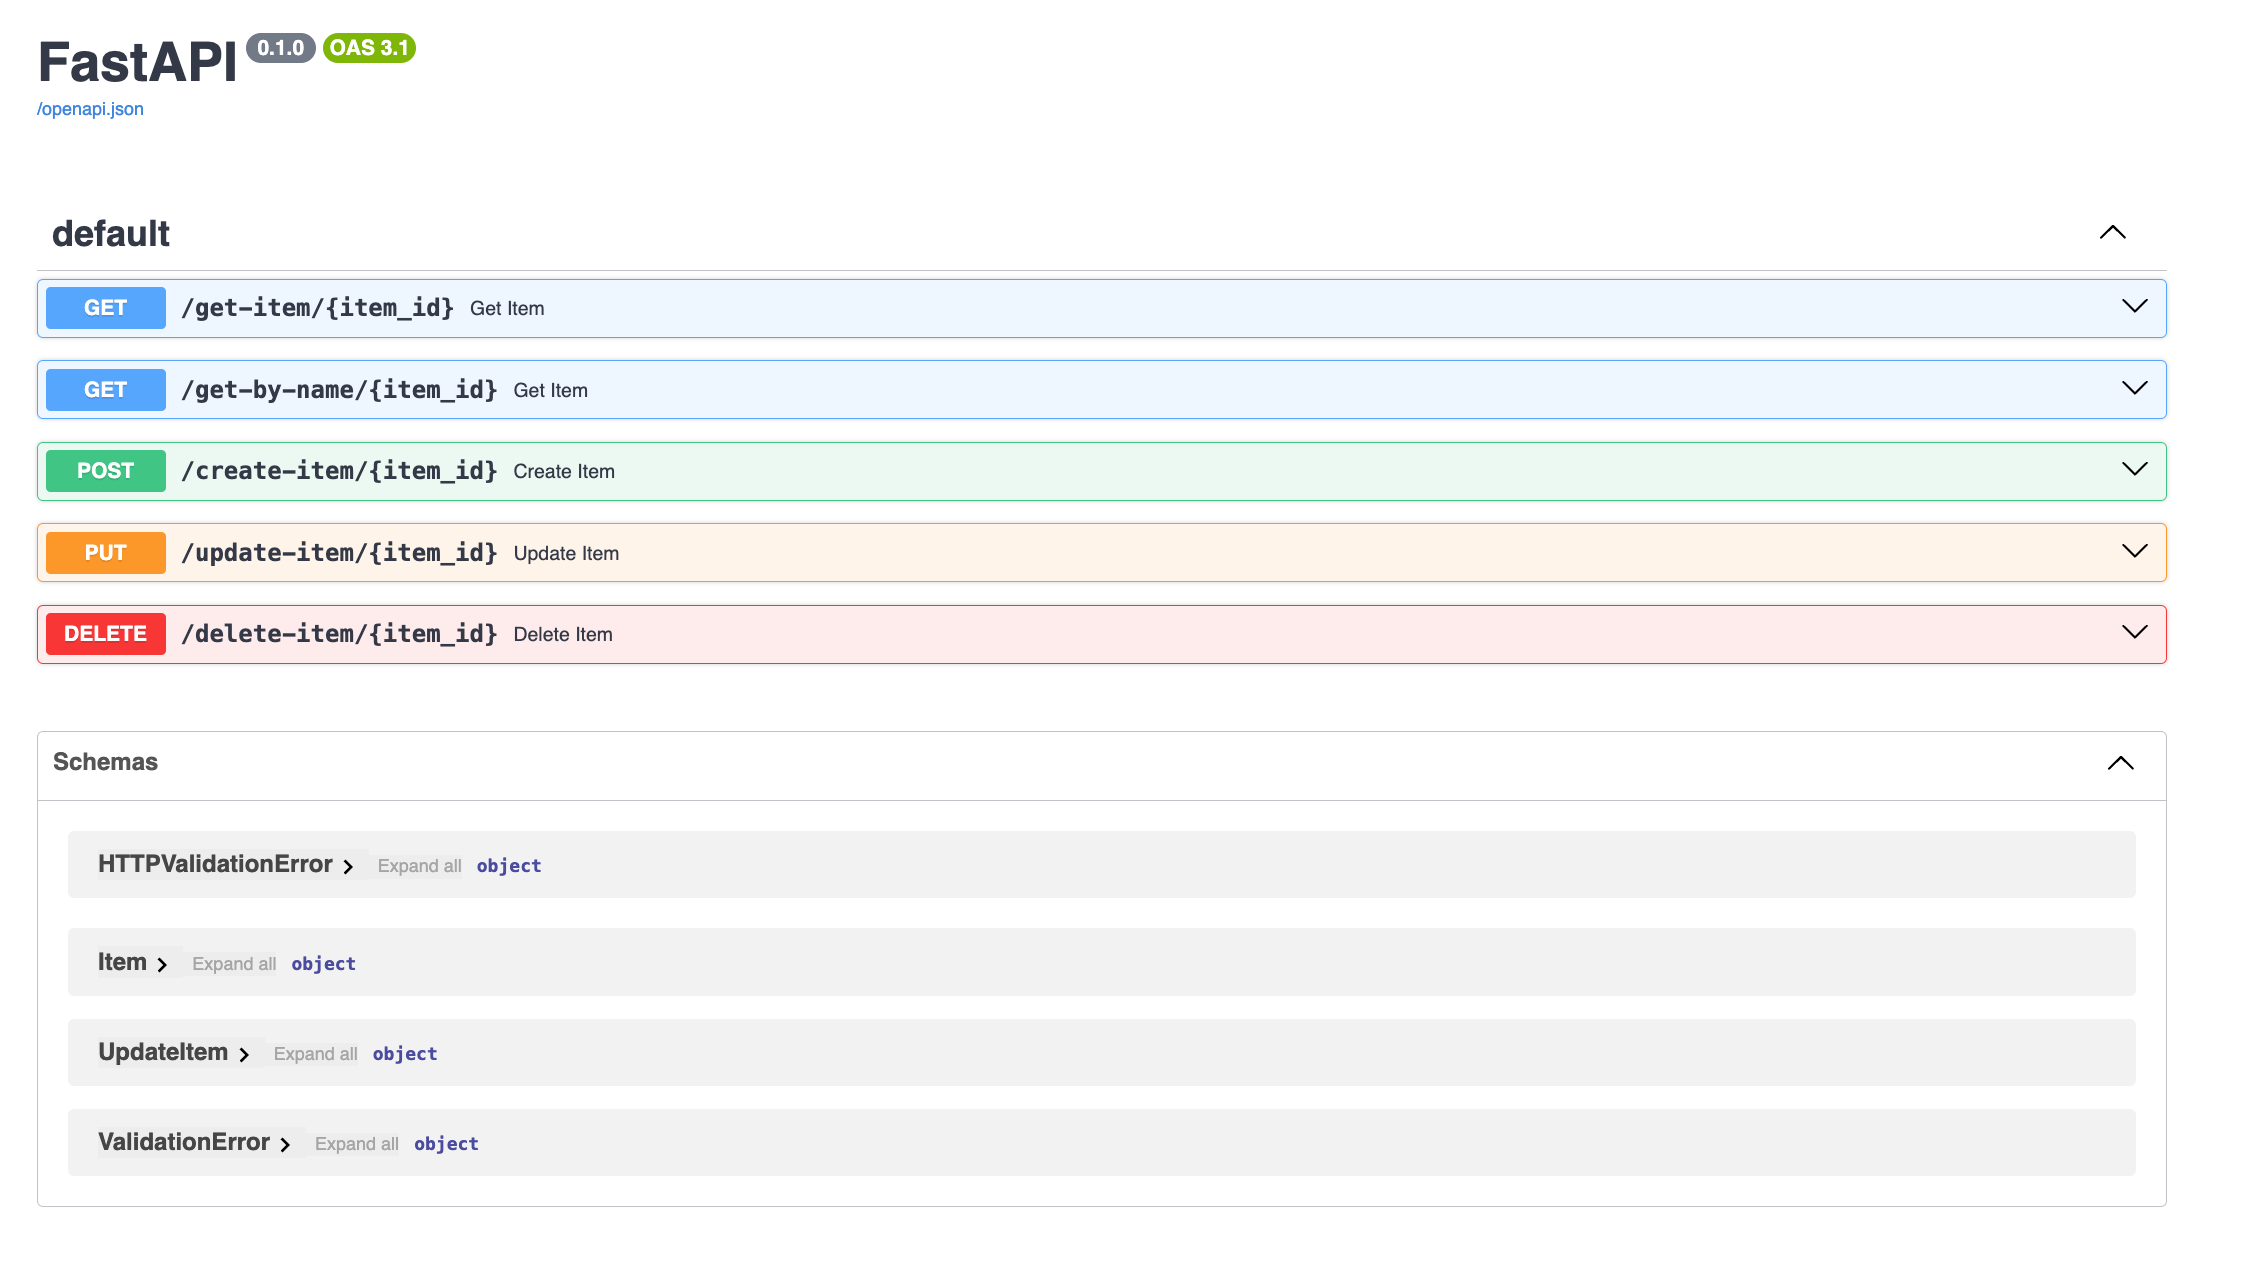 FastAPI 0.1.0 OAS 3.1
/openapi.json
default
GET /get-item/{item_id} Get Item
GET /get-by-name/{item_id} Get Item
POST /create-item/{item_id} Create Item
PUT /update-item/{item_id} Update Item
DELETE /delete-item/{item_id} Delete Item
Schemas
HTTPValidationError Expand all object
Item Expand all object
UpdateItem Expand all object
ValidationError Expand all object